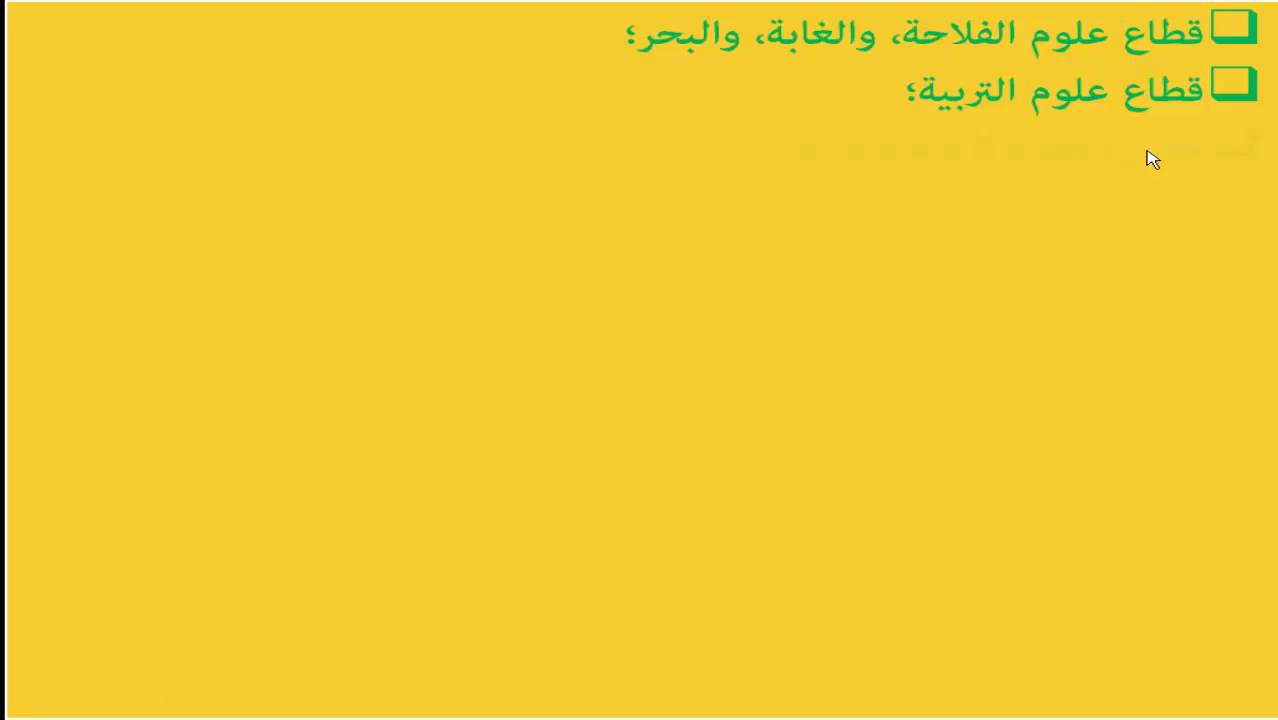 قطاع علوم الفلاحة، والغابة، والبحر؛
قطاع علوم التربية؛